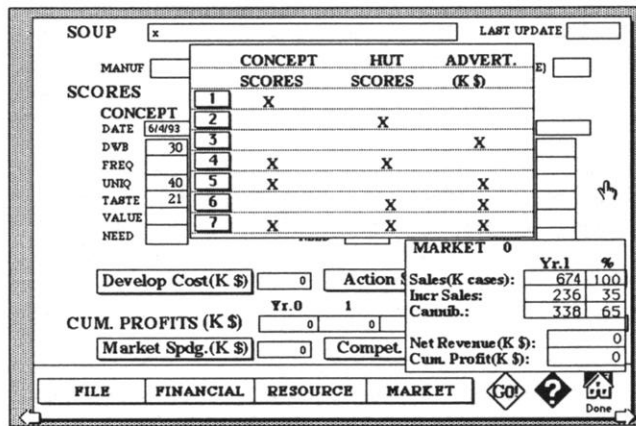 SOUP x LAST UPDATE
MANUF E)
CONCEPT HUT ADVERT.
SCORES SCORES (K $)
1 X
2 X
3 X
4 X X
5 X X
6 X X
7 X X X
SCORES
CONCEPT
DATE 6/4/93
DWB 30
FREQ
UNIQ 40
TASTE 21
VALUE
NEED
Develop Cost(K $) 0 Action
Yr.0 1
CUM. PROFITS (K $) 0 0
Market Spdg.(K $) 0 Compet.
MARKET 0
Yr.1 %
Sales(K cases): 674 100
Incr Sales: 236 35
Cannib.: 338 65
Net Revenue(K $): 0
Cum. Profit(K $): 0
FILE FINANCIAL RESOURCE MARKET GO! ?
Done